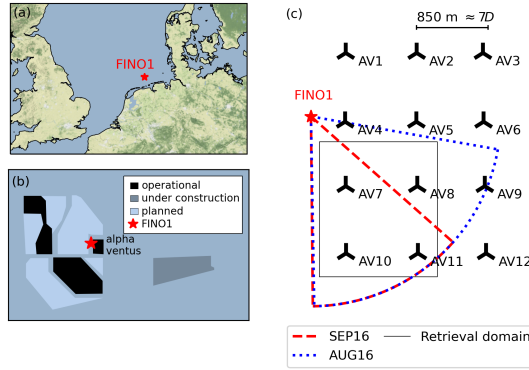 (a)
FINO1
(b)
operational
under construction
planned
FINO1
alpha
ventus
(c)
850 m ≈7D
AV1 AV2 AV3
FINO1
AV4 AV5 AV6
AV7 AV8 AV9
AV10 AV11 AV12
SEP16 Retrieval domain
AUG16